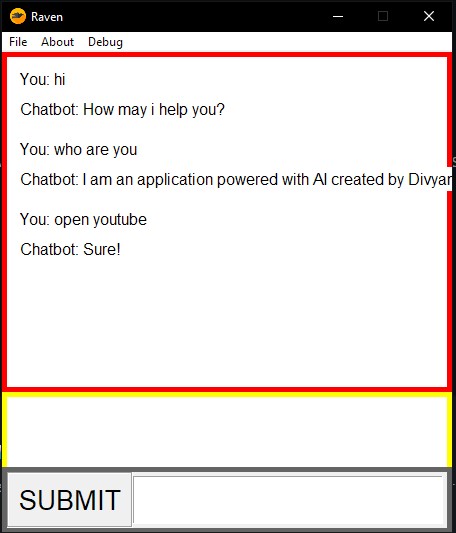 Raven
File About Debug
You: hi
Chatbot: How may i help you?
You: who are you
Chatbot: I am an application powered with AI created by Divyan
You: open youtube
Chatbot: Sure!
SUBMIT